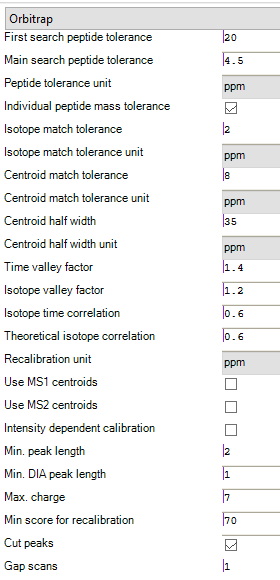 Orbitrap
First search peptide tolerance 20
Main search peptide tolerance 4.5
Peptide tolerance unit ppm
Individual peptide mass tolerance
Isotope match tolerance 2
Isotope match tolerance unit ppm
Centroid match tolerance 8
Centroid match tolerance unit ppm
Centroid half width 35
Centroid half width unit ppm
Time valley factor 1.4
Isotope valley factor 1.2
Isotope time correlation 0.6
Theoretical isotope correlation 0.6
Recalibration unit ppm
Use MS1 centroids
Use MS2 centroids
Intensity dependent calibration
Min. peak length 2
Min. DIA peak length 1
Max. charge 7
Min score for recalibration 70
Cut peaks
Gap scans 1